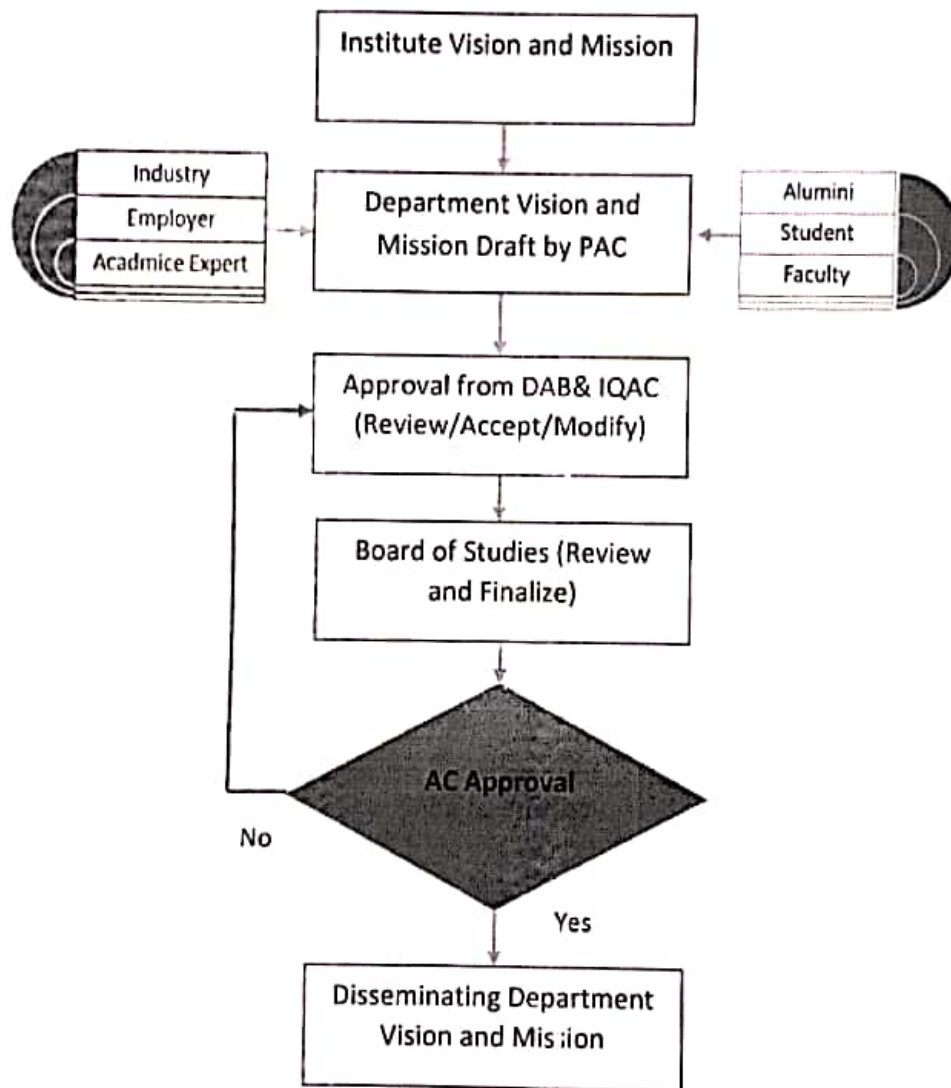 Institute Vision and Mission
Industry
Employer
Acadmice Expert
Department Vision and
Mission Draft by PAC
Alumini
Student
Faculty
Approval from DAB& IQAC
(Review/Accept/Modify)
Board of Studies (Review
and Finalize)
AC Approval
No
Yes
Disseminating Department
Vision and Mission